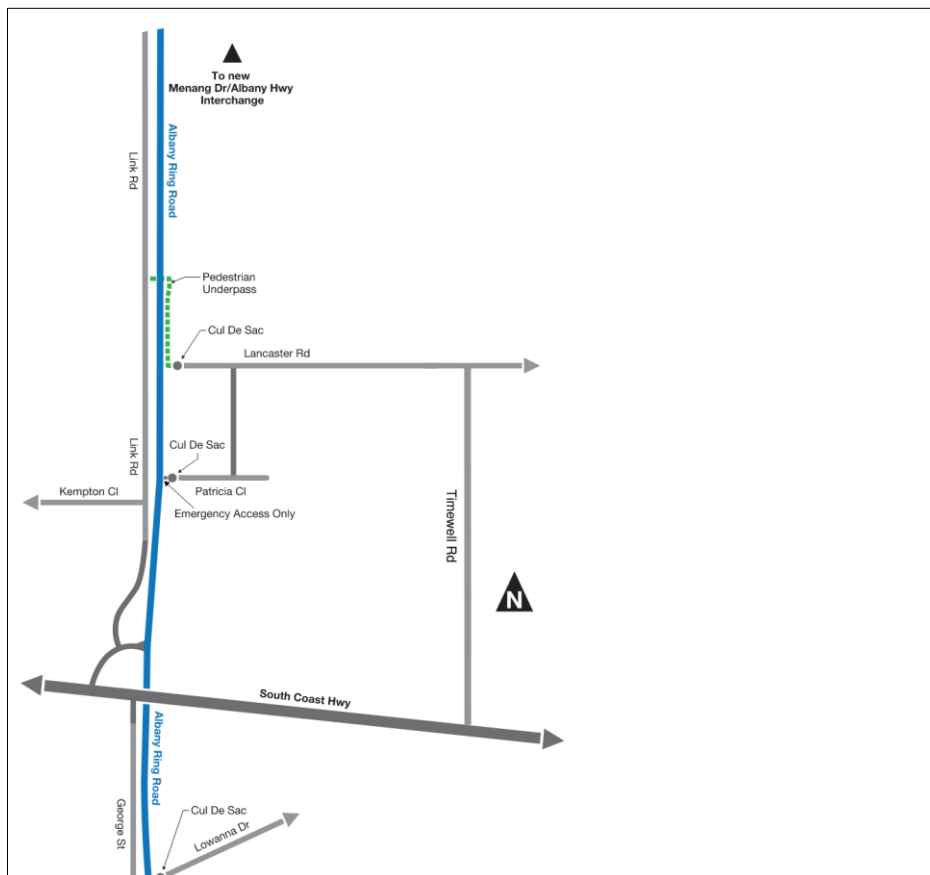 To new
Menang Dr/Albany Hwy
Interchange
Link Rd
Albany Ring Road
Pedestrian
Underpass
Cul De Sac
Lancaster Rd
Link Rd
Cul De Sac
Kempton Cl
Patricia Cl
Emergency Access Only
Timewell Rd
N
South Coast Hwy
Albany Ring Road
George St
Cul De Sac
Lowanna Dr